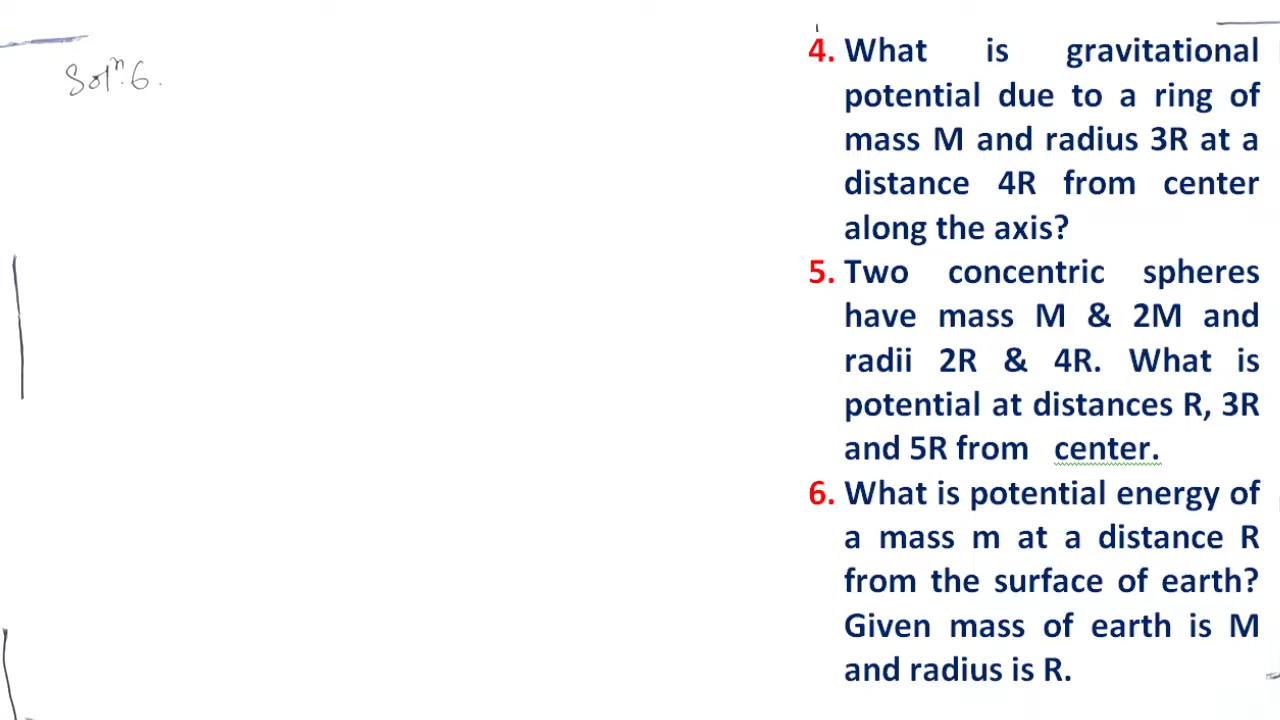 Solⁿ. 6.
4. What is gravitational
potential due to a ring of
mass M and radius 3R at a
distance 4R from center
along the axis?
5. Two concentric spheres
have mass M & 2M and
radii 2R & 4R. What is
potential at distances R, 3R
and 5R from center.
6. What is potential energy of
a mass m at a distance R
from the surface of earth?
Given mass of earth is M
and radius is R.